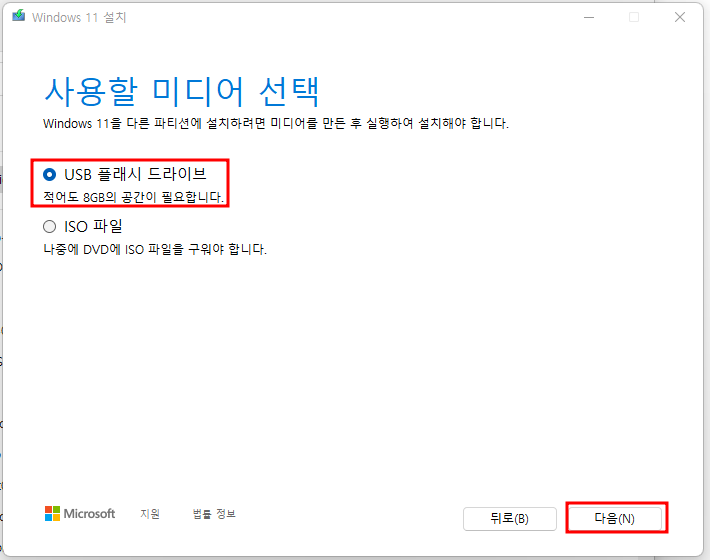 Windows 11 설치
사용할 미디어 선택
Windows 11을 다른 파티션에 설치하려면 미디어를 만든 후 실행하여 설치해야 합니다.
USB 플래시 드라이브
적어도 8GB의 공간이 필요합니다.
ISO 파일
나중에 DVD에 ISO 파일을 구워야 합니다.
Microsoft 지원 법률 정보 뒤로(B) 다음(N)